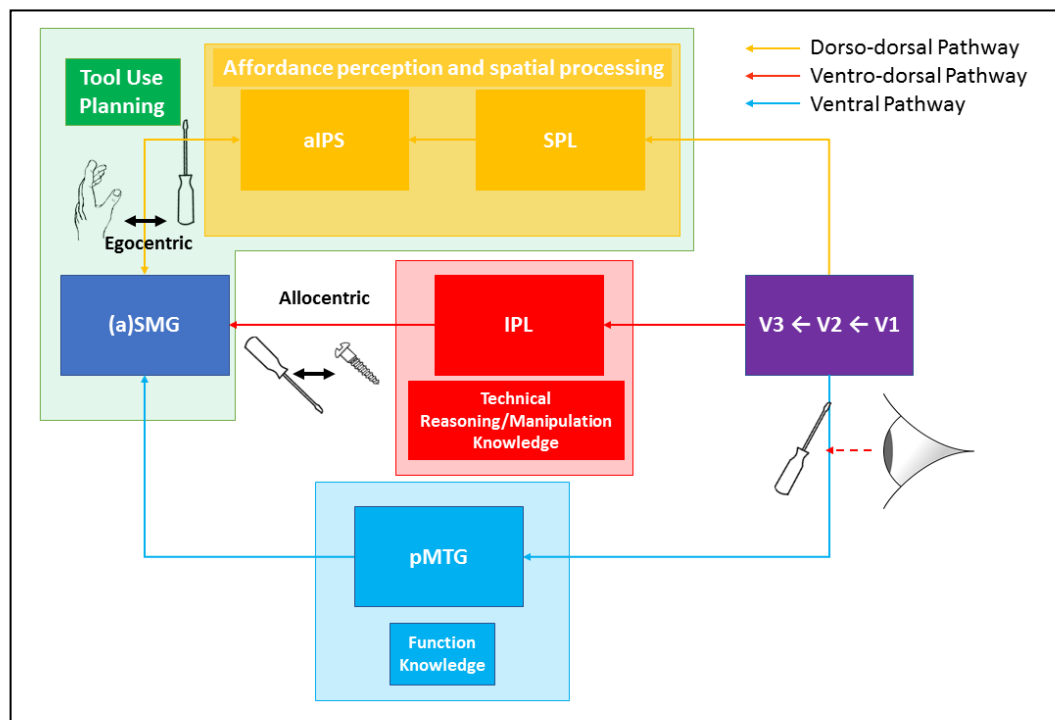 Dorso-dorsal Pathway
Ventro-dorsal Pathway
Ventral Pathway
Tool Use
Planning
Affordance perception and spatial processing
aIPS
SPL
Egocentric
(a)SMG
Allocentric
IPL
V3 ← V2 ← V1
Technical
Reasoning/Manipulation
Knowledge
pMTG
Function
Knowledge